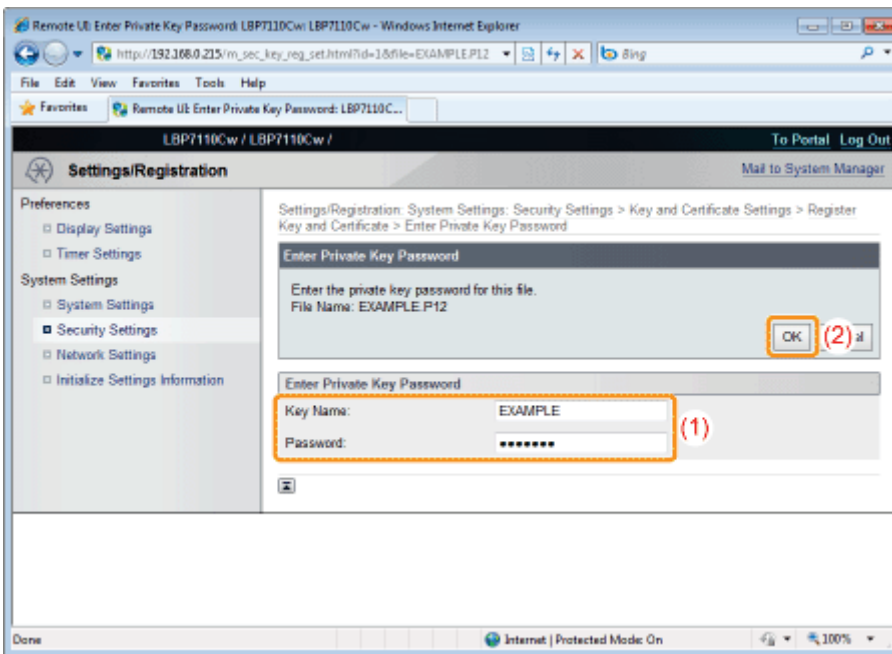 Remote UI: Enter Private Key Password: LBP7110Cw: LBP7110Cw - Windows Internet Explorer
http://192.168.0.215/m_sec_key_reg_set.html?id=1&file=EXAMPLE.P12
Bing
File Edit View Favorites Tools Help
Favorites
Remote UI: Enter Private Key Password: LBP7110C...
LBP7110Cw / LBP7110Cw /
To Portal Log Out
Settings/Registration
Mail to System Manager
Preferences
Display Settings
Timer Settings
System Settings
System Settings
Security Settings
Network Settings
Initialize Settings Information
Settings/Registration: System Settings: Security Settings > Key and Certificate Settings > Register
Key and Certificate > Enter Private Key Password
Enter Private Key Password
Enter the private key password for this file.
File Name: EXAMPLE.P12
OK
(2)
Enter Private Key Password
Key Name: EXAMPLE
Password: •••••••
(1)
Done
Internet | Protected Mode: On
100%